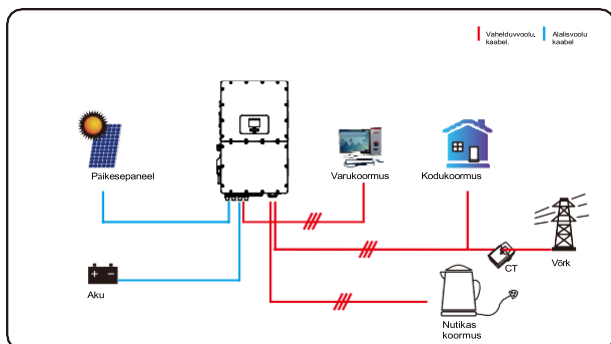 Vahelduvvoolu.
kaabel.
Alalisvoolu
kaabel
Päikesepaneel
Varukoormus
Kodukoormus
CT
Võrk
Aku
Nutikas
koormus